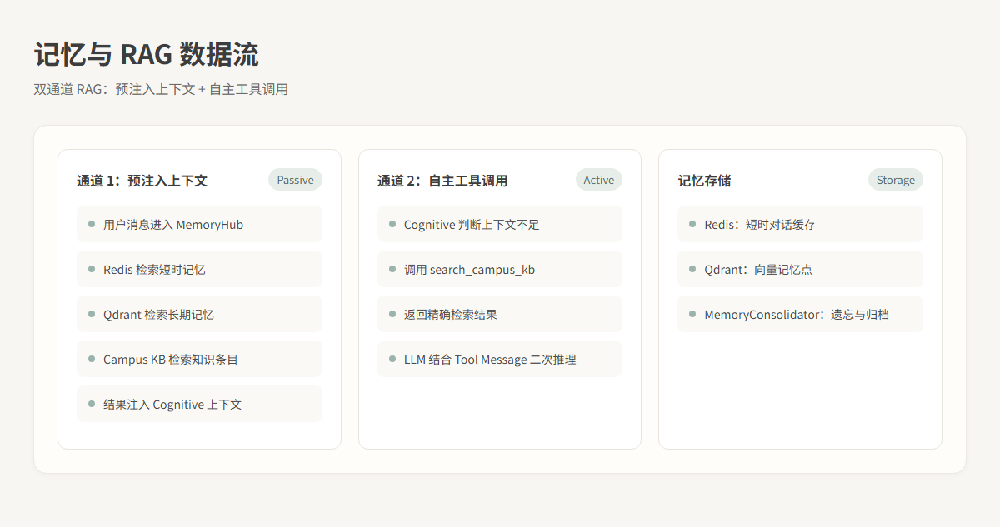 记忆与 RAG 数据流
双通道 RAG：预注入上下文 + 自主工具调用
通道 1：预注入上下文
Passive
用户消息进入 MemoryHub
Redis 检索短时记忆
Qdrant 检索长期记忆
Campus KB 检索知识条目
结果注入 Cognitive 上下文
通道 2：自主工具调用
Active
Cognitive 判断上下文不足
调用 search_campus_kb
返回精确检索结果
LLM 结合 Tool Message 二次推理
记忆存储
Storage
Redis：短时对话缓存
Qdrant：向量记忆点
MemoryConsolidator：遗忘与归档